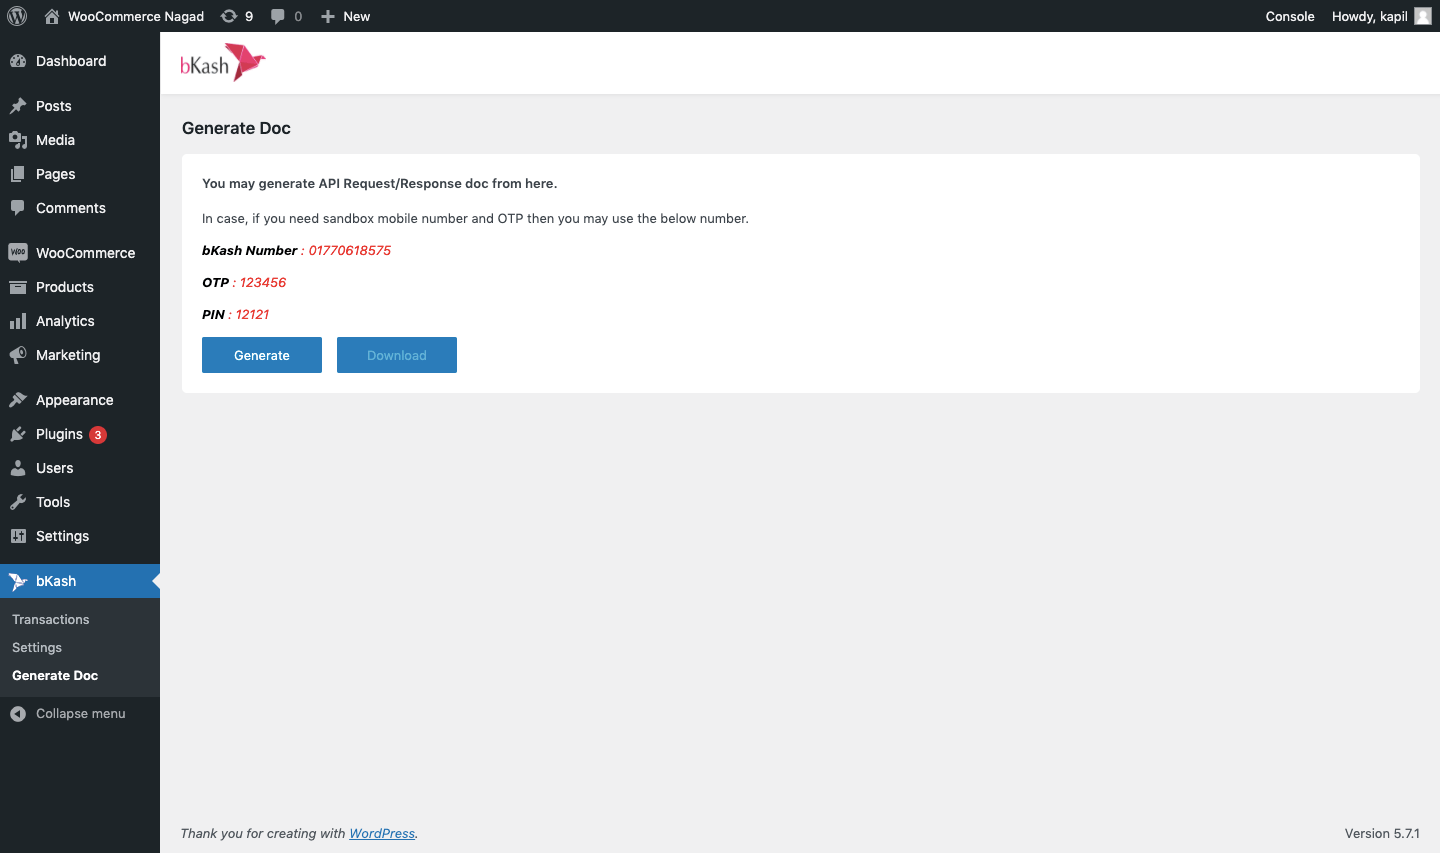 WooCommerce Nagad 9 0 New Console Howdy, kapil
Dashboard
Posts
Media
Pages
Comments
WOO WooCommerce
Products
Analytics
Marketing
Appearance
Plugins 3
Users
Tools
Settings
bKash
Transactions
Settings
Generate Doc
Collapse menu
bKash
Generate Doc
You may generate API Request/Response doc from here.
In case, if you need sandbox mobile number and OTP then you may use the below number.
bKash Number : 01770618575
OTP : 123456
PIN : 12121
Generate Download
Thank you for creating with WordPress. Version 5.7.1